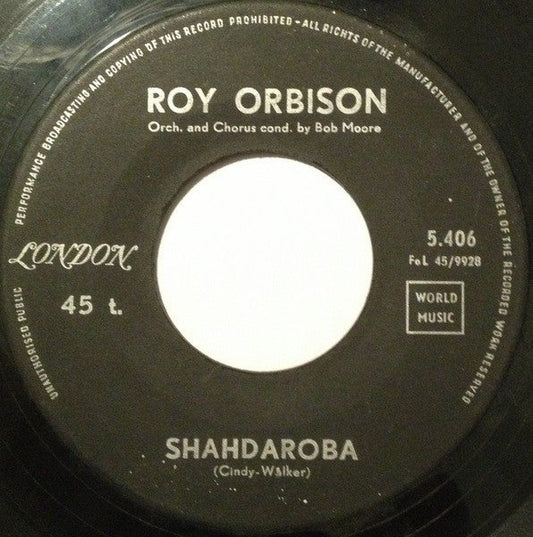 UNAUTHORISED PUBLIC PERFORMANCE BROADCASTING AND COPYING OF THIS RECORD PROHIBITED - ALL RIGHTS OF THE MANUFACTURER AND OF THE OWNER OF THE RECORDED WORK RESERVED
ROY ORBISON
Orch. and Chorus cond. by Bob Moore
LONDON
45 t.
5.406
FoL 45/9928
WORLD
MUSIC
SHAHDAROBA
(Cindy-Walker)